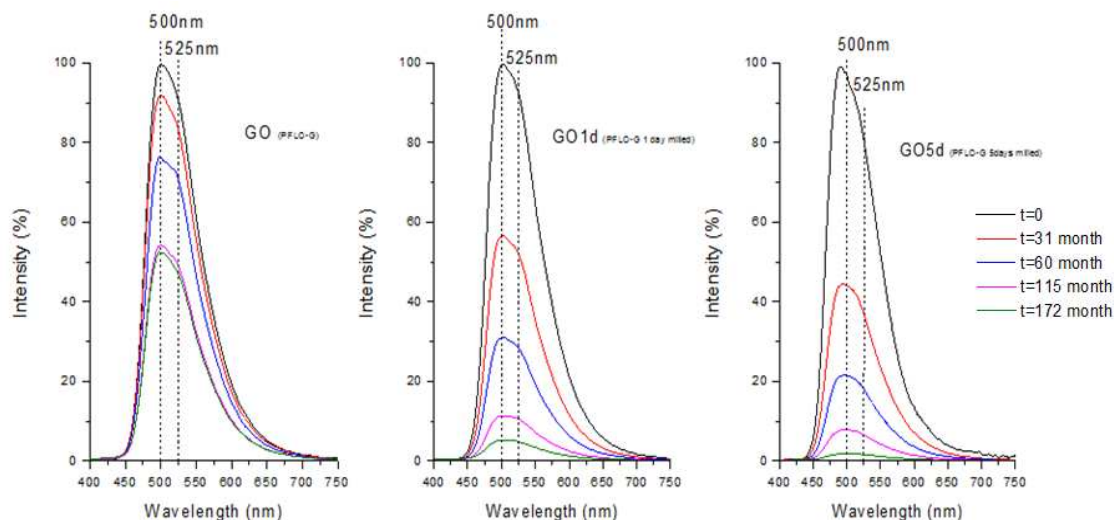 500nm
525nm
100
80
60
40
20
0
400 450 500 550 600 650 700 750
Intensity (%)
Wavelength (nm)
GO (PFLO-G)
500nm
525nm
100
80
60
40
20
0
400 450 500 550 600 650 700 750
Intensity (%)
Wavelength (nm)
GO1d (PFLO-G 1 day milled)
500nm
525nm
100
80
60
40
20
0
400 450 500 550 600 650 700 750
Intensity (%)
Wavelength (nm)
GO5d (PFLO-G 5days milled)
t=0
t=31 month
t=60 month
t=115 month
t=172 month